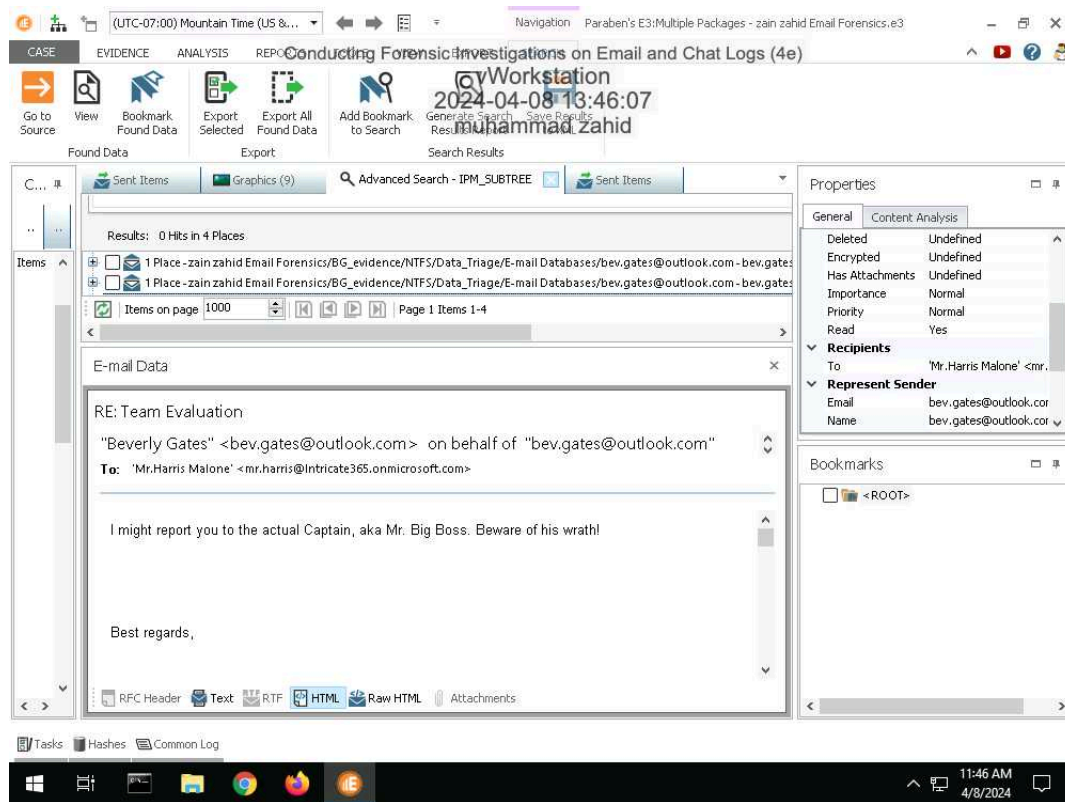 (UTC-07:00) Mountain Time (US &...
Navigation Paraben's E3:Multiple Packages - zain zahid Email Forensics.e3
CASE EVIDENCE ANALYSIS
Conducting Forensic Investigations on Email and Chat Logs (4e)
vWorkstation
2024-04-08 13:46:07
muhammad zahid
Go to Source
View
Bookmark Found Data
Export Selected
Export All Found Data
Add Bookmark to Search
Generate Search Results Report
Save Results
Found Data
Export
Search Results
C...
Items
Sent Items
Graphics (9)
Advanced Search - IPM_SUBTREE
Sent Items
Results: 0 Hits in 4 Places
1 Place - zain zahid Email Forensics/BG_evidence/NTFS/Data_Triage/E-mail Databases/bev.gates@outlook.com - bev.gates
1 Place - zain zahid Email Forensics/BG_evidence/NTFS/Data_Triage/E-mail Databases/bev.gates@outlook.com - bev.gates
Items on page 1000 Page 1 Items 1-4
E-mail Data
RE: Team Evaluation
"Beverly Gates" <bev.gates@outlook.com> on behalf of "bev.gates@outlook.com"
To: 'Mr.Harris Malone' <mr.harris@Intricate365.onmicrosoft.com>
I might report you to the actual Captain, aka Mr. Big Boss. Beware of his wrath!
Best regards,
RFC Header Text RTF HTML Raw HTML Attachments
Properties
General Content Analysis
Deleted Undefined
Encrypted Undefined
Has Attachments Undefined
Importance Normal
Priority Normal
Read Yes
Recipients
To 'Mr.Harris Malone' <mr.
Represent Sender
Email bev.gates@outlook.cor
Name bev.gates@outlook.cor
Bookmarks
<ROOT>
Tasks Hashes Common Log
11:46 AM
4/8/2024